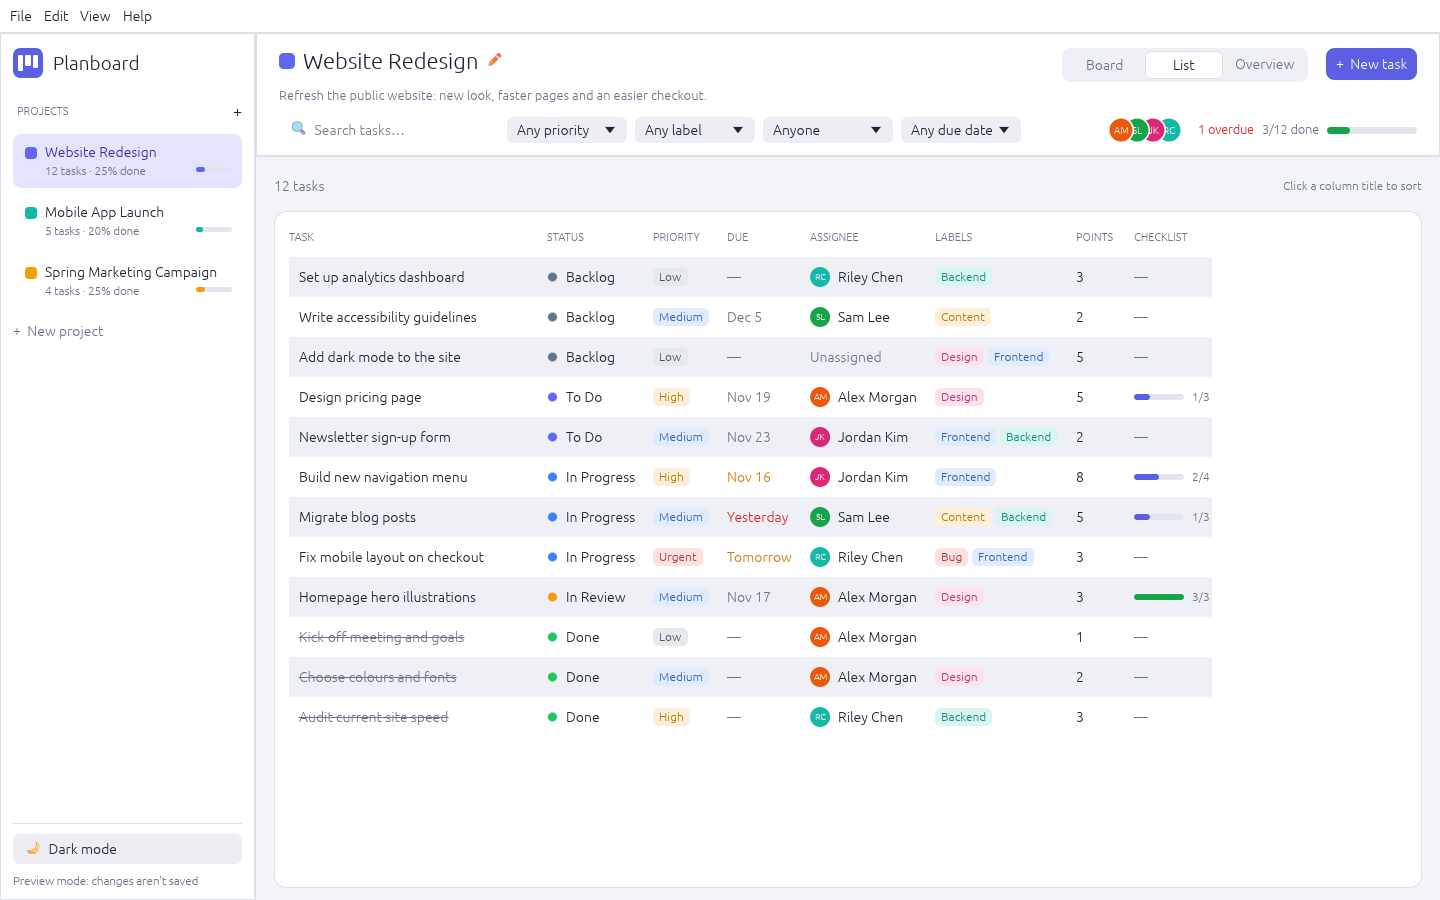 File Edit View Help
Planboard
PROJECTS +
Website Redesign
12 tasks · 25% done
Mobile App Launch
5 tasks · 20% done
Spring Marketing Campaign
4 tasks · 25% done
+ New project
Dark mode
Preview mode: changes aren't saved
Website Redesign
Board List Overview + New task
Refresh the public website: new look, faster pages and an easier checkout.
Search tasks… Any priority Any label Anyone Any due date AM SL JK RC 1 overdue 3/12 done
12 tasks Click a column title to sort
TASK STATUS PRIORITY DUE ASSIGNEE LABELS POINTS CHECKLIST
Set up analytics dashboard Backlog Low — RC Riley Chen Backend 3 —
Write accessibility guidelines Backlog Medium Dec 5 SL Sam Lee Content 2 —
Add dark mode to the site Backlog Low — Unassigned Design Frontend 5 —
Design pricing page To Do High Nov 19 AM Alex Morgan Design 5 1/3
Newsletter sign-up form To Do Medium Nov 23 JK Jordan Kim Frontend Backend 2 —
Build new navigation menu In Progress High Nov 16 JK Jordan Kim Frontend 8 2/4
Migrate blog posts In Progress Medium Yesterday SL Sam Lee Content Backend 5 1/3
Fix mobile layout on checkout In Progress Urgent Tomorrow RC Riley Chen Bug Frontend 3 —
Homepage hero illustrations In Review Medium Nov 17 AM Alex Morgan Design 3 3/3
Kick off meeting and goals Done Low — AM Alex Morgan 1 —
Choose colours and fonts Done Medium — AM Alex Morgan Design 2 —
Audit current site speed Done High — RC Riley Chen Backend 3 —